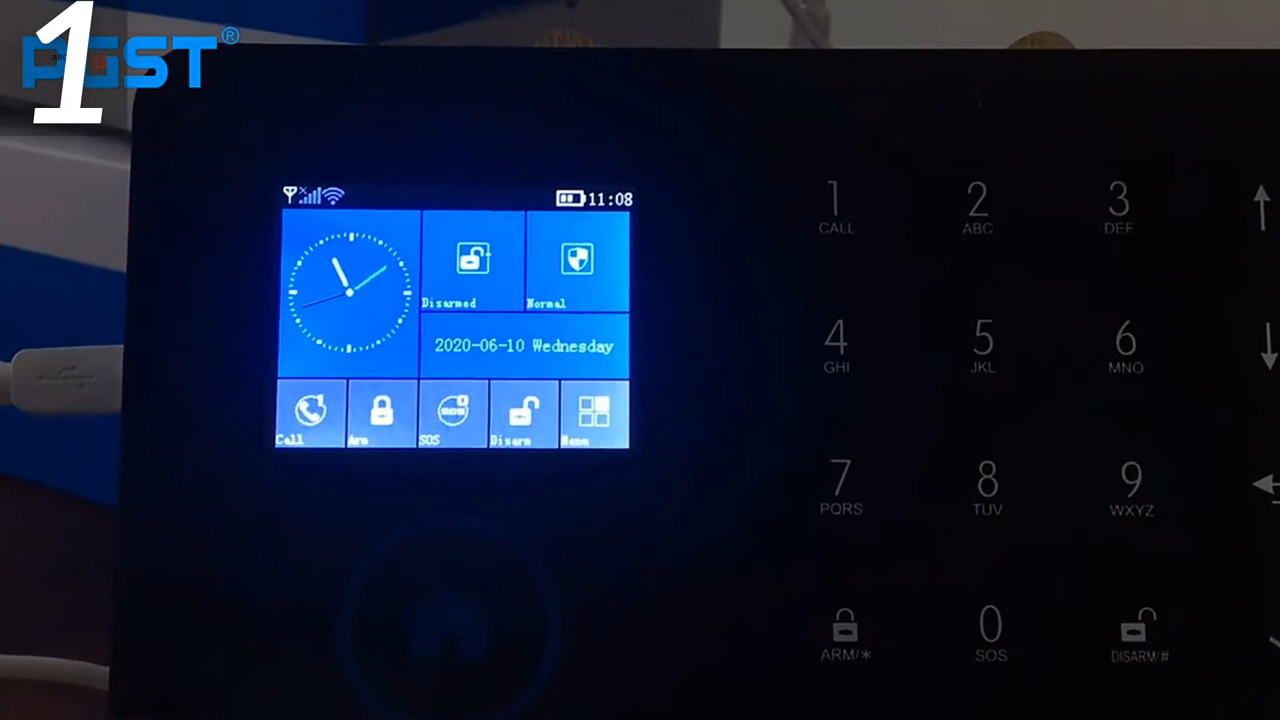 1
PGST®
11:08
Disarmed
Normal
2020-06-10 Wednesday
Call
Arm
SOS
SOS
Disarm
Menu
1
CALL
2
ABC
3
DEF
4
GHI
5
JKL
6
MNO
7
PQRS
8
TUV
9
WXYZ
ARM/*
0
SOS
DISARM/#